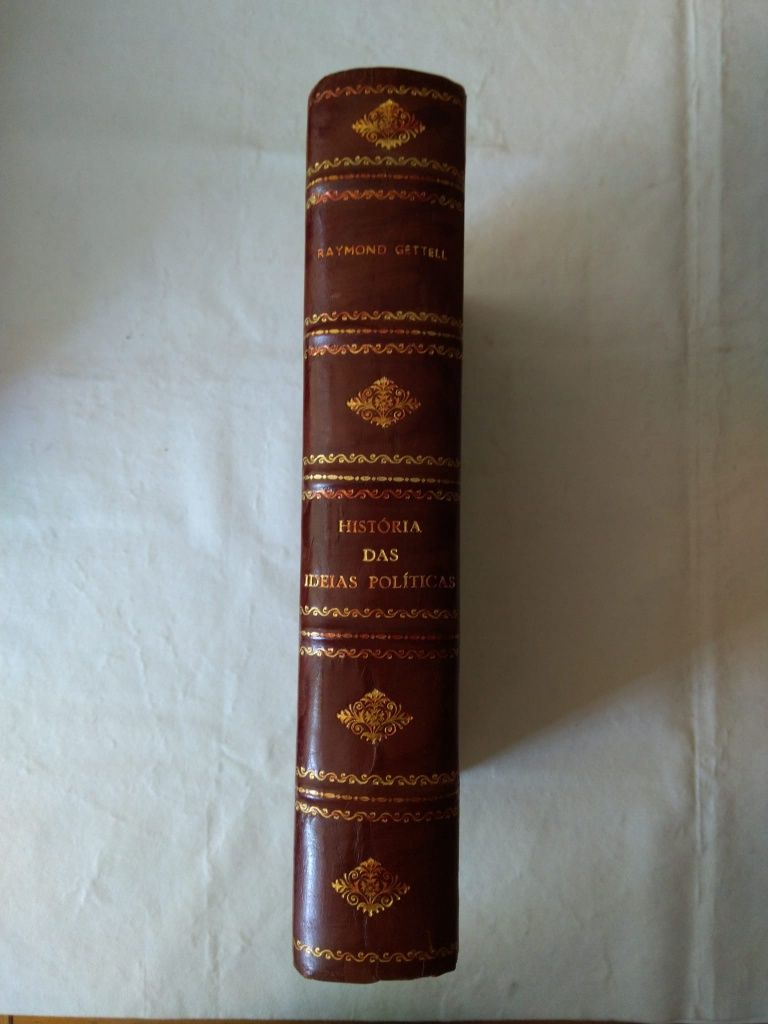 RAYMOND GETTELL
HISTÓRIA
DAS
IDEIAS POLÍTICAS